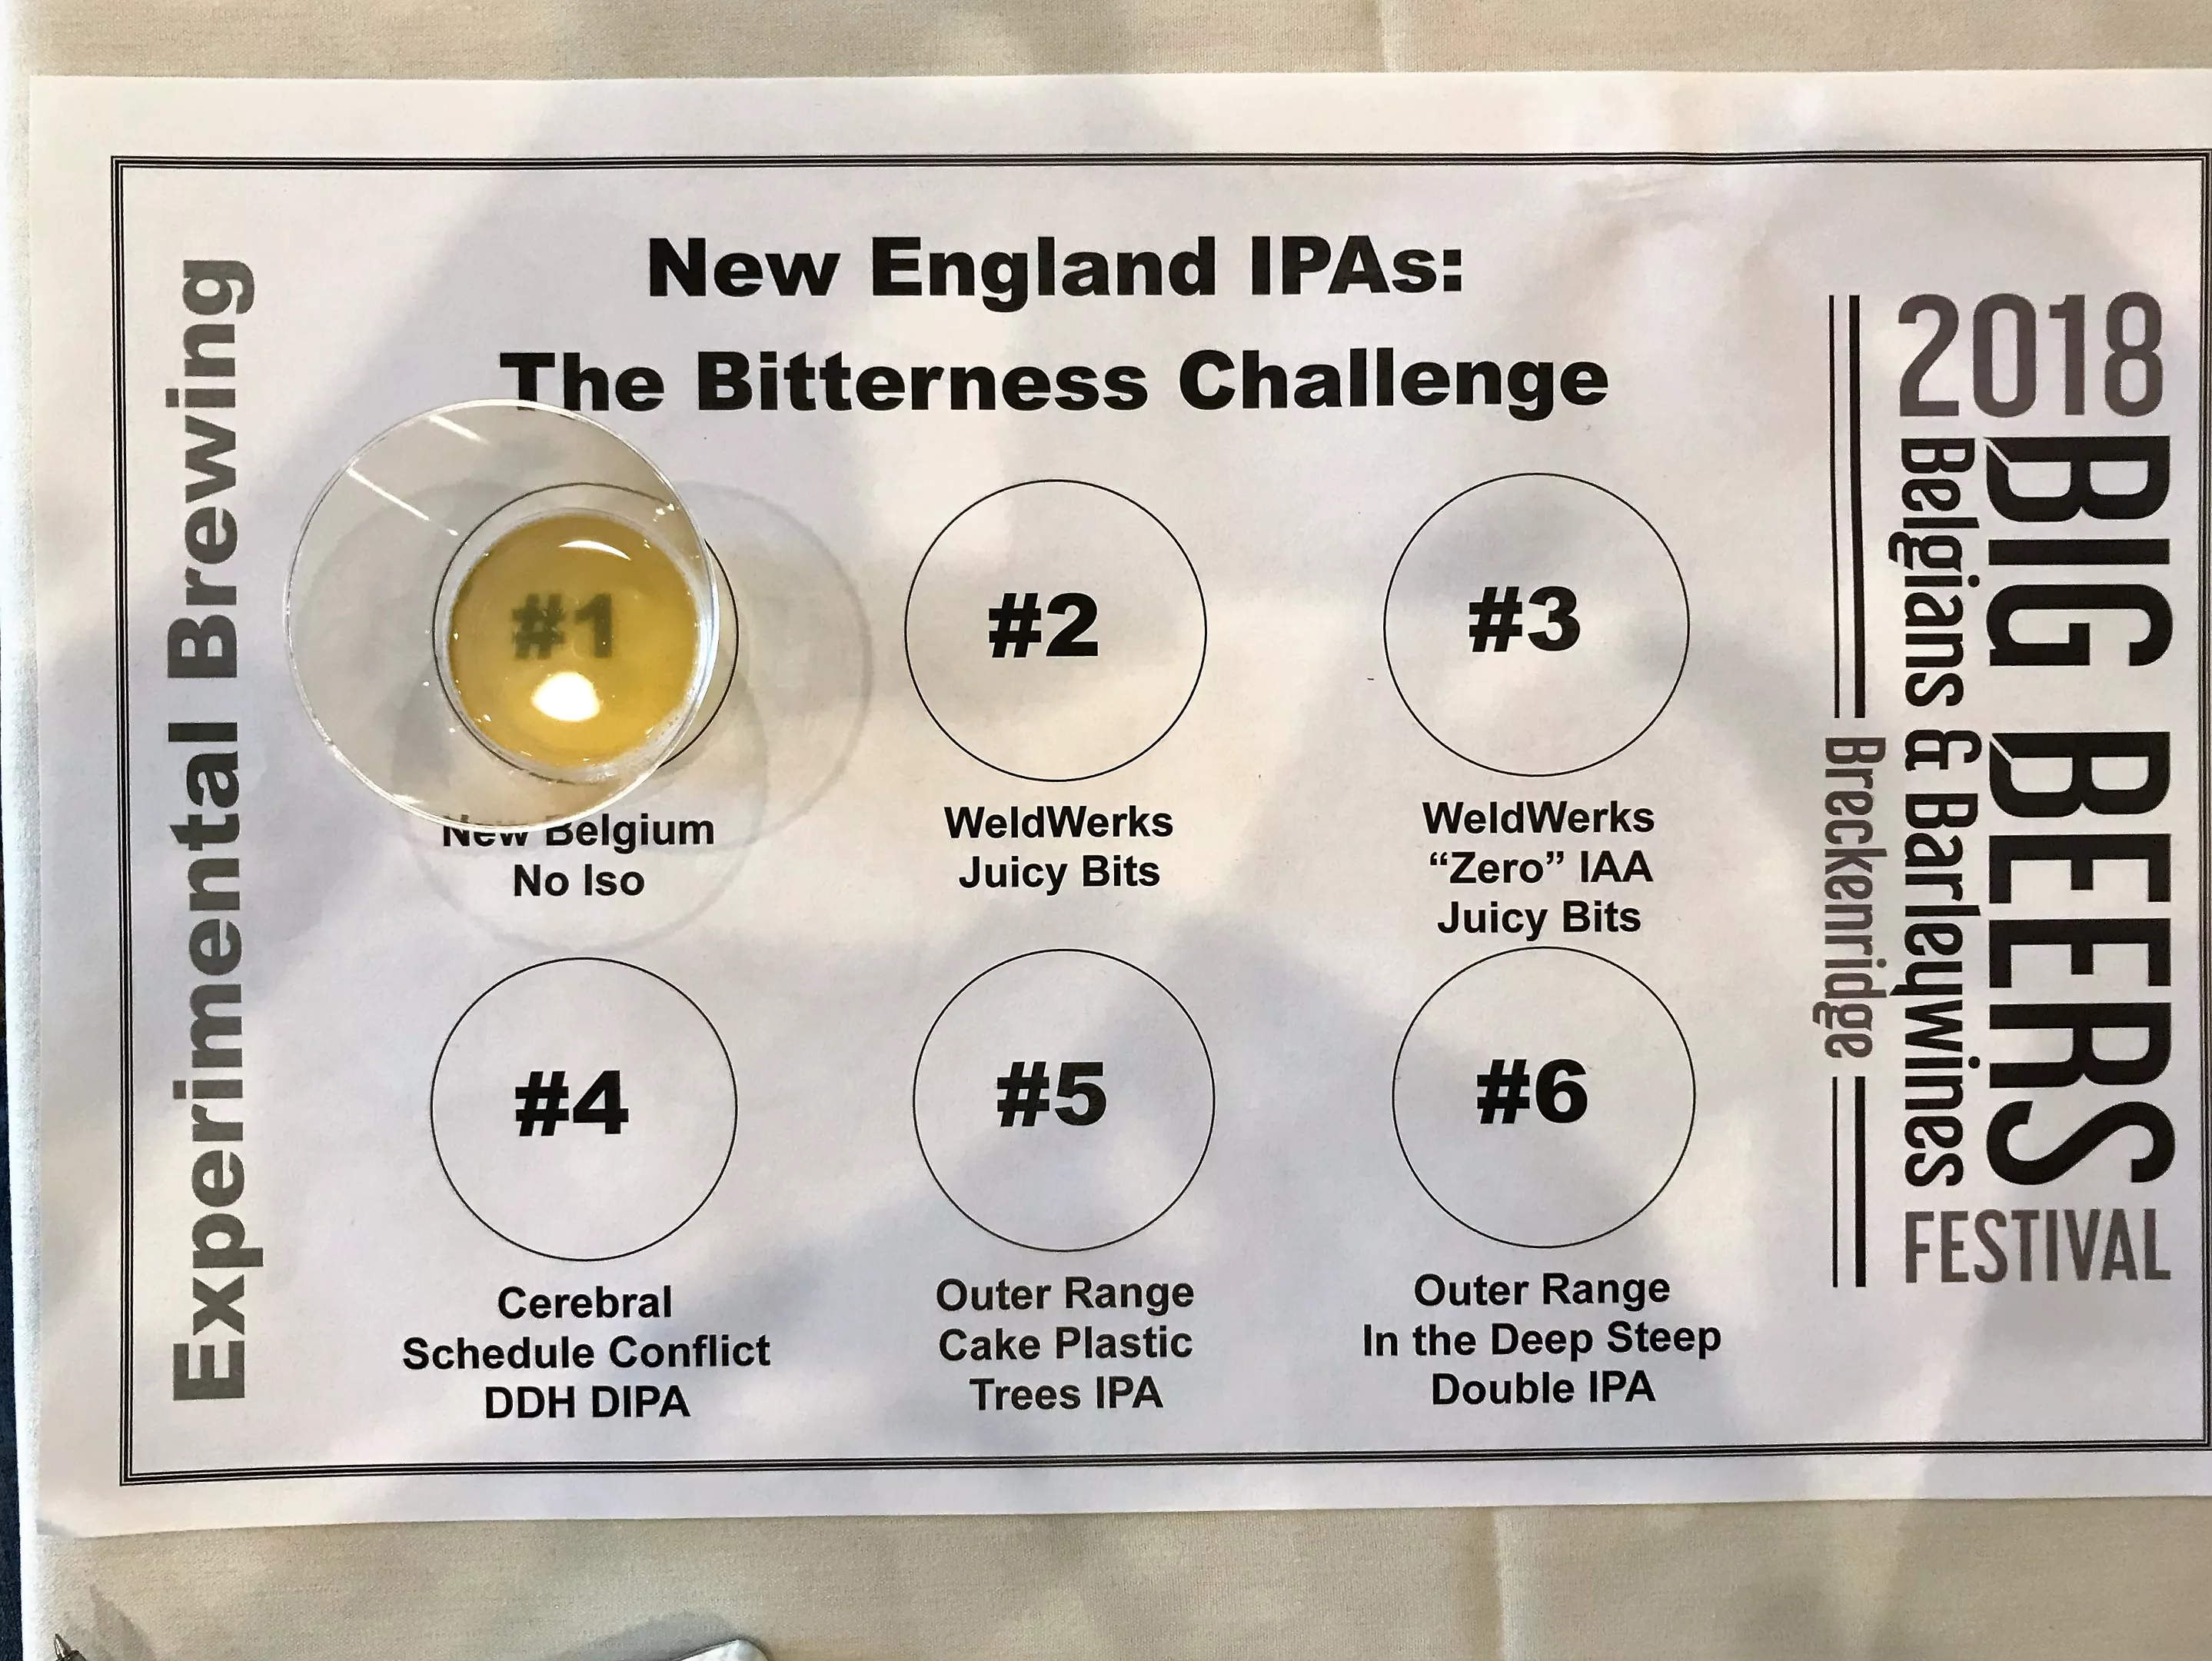 Experimental Brewing
New England IPAs:
The Bitterness Challenge
#1
New Belgium
No Iso
#2
WeldWerks
Juicy Bits
#3
WeldWerks
“Zero” IAA
Juicy Bits
#4
Cerebral
Schedule Conflict
DDH DIPA
#5
Outer Range
Cake Plastic
Trees IPA
#6
Outer Range
In the Deep Steep
Double IPA
2018
BIG BEERS
Belgians & Barleywines
FESTIVAL
Breckenridge